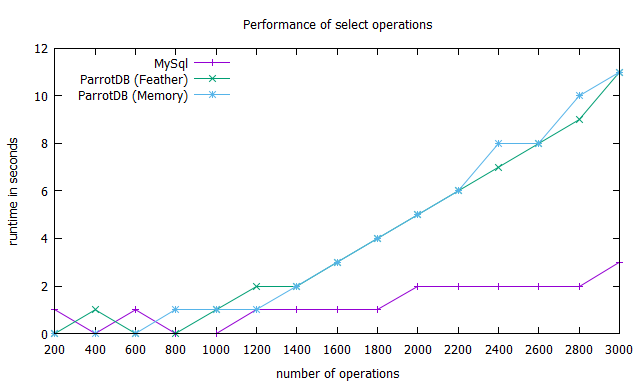 Performance of select operations
12
10
8
6
4
2
0
runtime in seconds
MySql
ParrotDB (Feather)
ParrotDB (Memory)
200 400 600 800 1000 1200 1400 1600 1800 2000 2200 2400 2600 2800 3000
number of operations